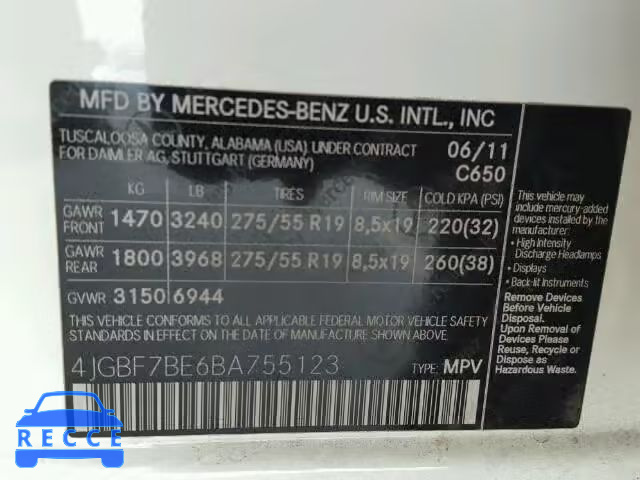 MFD BY MERCEDES-BENZ U.S. INTL., INC
TUSCALOOSA COUNTY, ALABAMA (USA) UNDER CONTRACT
FOR DAIMLER AG, STUTTGART (GERMANY)
06/11
C650
KG LB TIRES RIM SIZE COLD KPA (PSI)
GAWR FRONT 1470 3240 275/55 R19 8,5x19 220(32)
GAWR REAR 1800 3968 275/55 R19 8,5x19 260(38)
GVWR 3150 6944
THIS VEHICLE CONFORMS TO ALL APPLICABLE FEDERAL MOTOR VEHICLE SAFETY
STANDARDS IN EFFECT ON THE DATE OF MANUFACTURE SHOWN ABOVE.
4JGBF7BE6BA755123 TYPE: MPV
This vehicle may include
mercury-added
devices installed by the
manufacturer:
• High Intensity
Discharge Headlamps
• Displays
• Back-lit Instruments
Remove Devices
Before Vehicle
Disposal.
Upon Removal of
Devices Please
Reuse, Recycle or
Dispose as
Hazardous Waste.
RECCE
RECCE